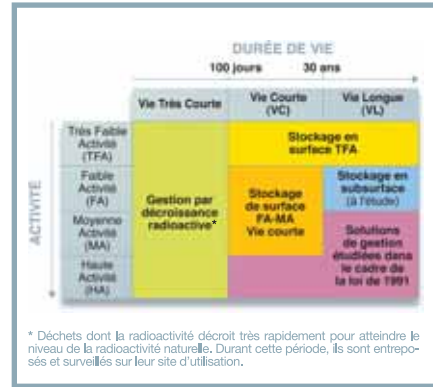 DURÉE DE VIE
100 jours 30 ans
Vie Très Courte
Vie Courte
(VC)
Vie Longue
(VL)
ACTIVITÉ
Très Faible
Activité
(TFA)
Faible
Activité
(FA)
Moyenne
Activité
(MA)
Haute
Activité
(HA)
Gestion par
décroissance
radioactive*
Stockage en
surface TFA
Stockage
de surface
FA-MA
Vie courte
Stockage en
subsurface
(à l'étude)
Solutions
de gestion
étudiées dans
le cadre de
la loi de 1991
* Déchets dont la radioactivité décroit très rapidement pour atteindre le
niveau de la radioactivité naturelle. Durant cette période, ils sont entrepo-
sés et surveillés sur leur site d'utilisation.